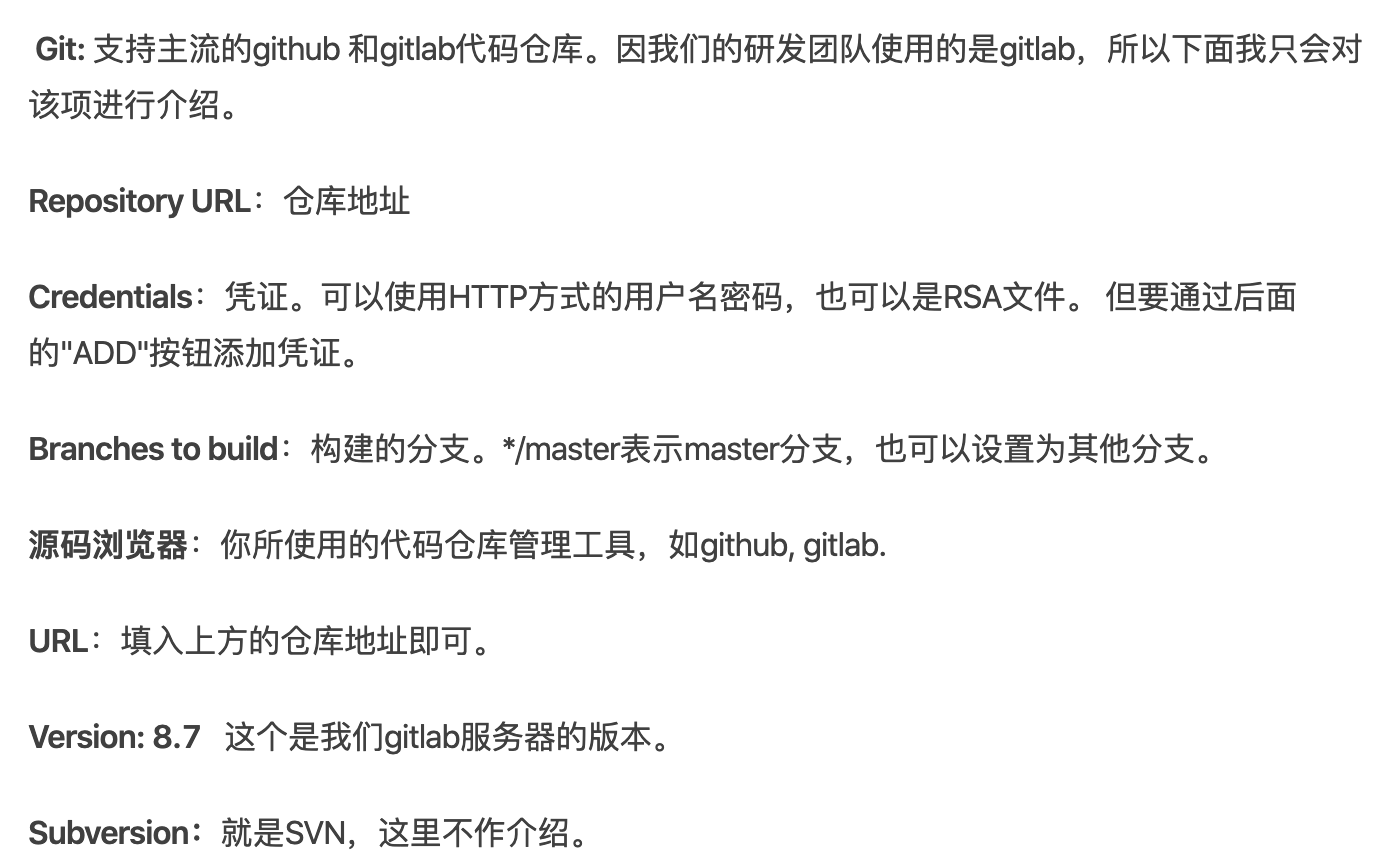 Git: 支持主流的github 和gitlab代码仓库。因我们的研发团队使用的是gitlab，所以下面我只会对
该项进行介绍。
Repository URL：仓库地址
Credentials：凭证。可以使用HTTP方式的用户名密码，也可以是RSA文件。 但要通过后面
的"ADD"按钮添加凭证。
Branches to build：构建的分支。*/master表示master分支，也可以设置为其他分支。
源码浏览器：你所使用的代码仓库管理工具，如github, gitlab.
URL：填入上方的仓库地址即可。
Version: 8.7 这个是我们gitlab服务器的版本。
Subversion：就是SVN，这里不作介绍。